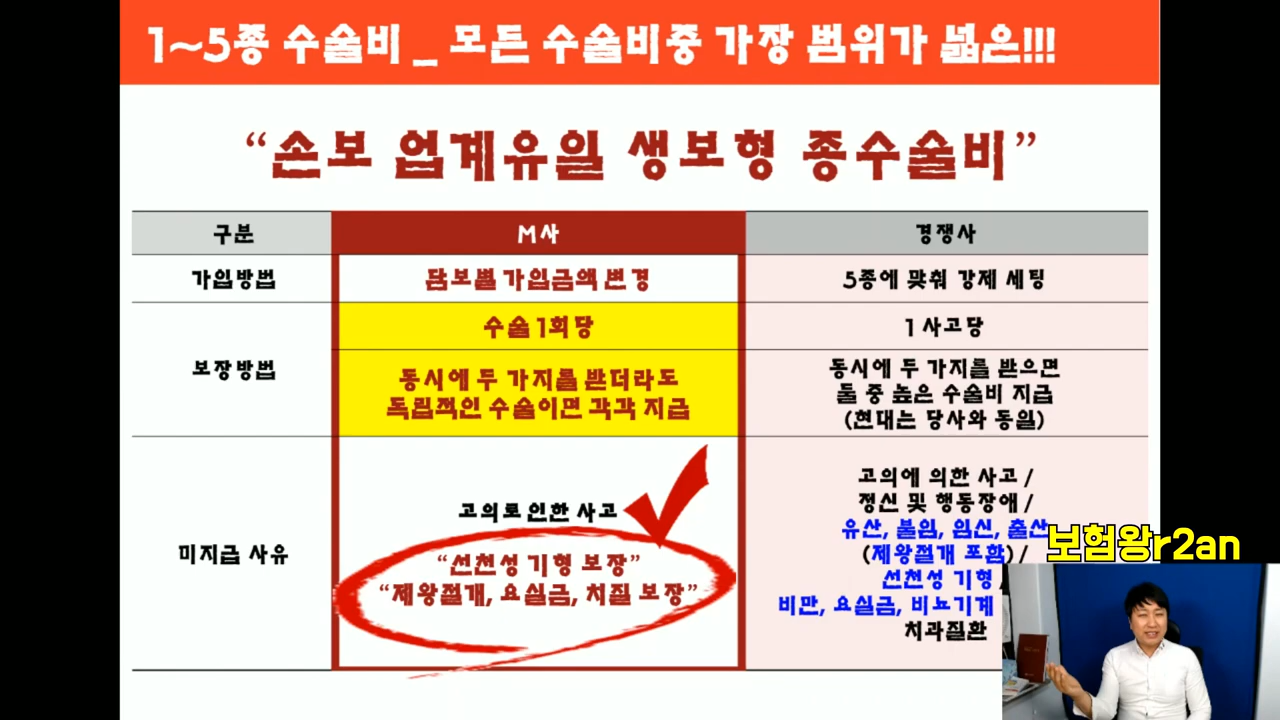 1~5종 수술비 _ 모든 수술비중 가장 범위가 넓은!!!
“손보 업계유일 생보형 종수술비”
구분 M사 경쟁사
가입방법 담보별 가입금액 변경 5종에 맞춰 강제 세팅
보장방법
수술 1회당 1 사고당
동시에 두 가지를 받더라도
독립적인 수술이면 각각 지급
동시에 두 가지를 받으면
둘 중 높은 수술비 지급
(현대는 당사와 동일)
미지급 사유
고의로 인한 사고
“선천성 기형 보장”
“제왕절개, 요실금, 치질 보장”
고의에 의한 사고 /
정신 및 행동장애 /
유산, 불임, 임신, 출산
(제왕절개 포함) /
선천성 기형
비만, 요실금, 비뇨기계
치과질환
보험왕r2an